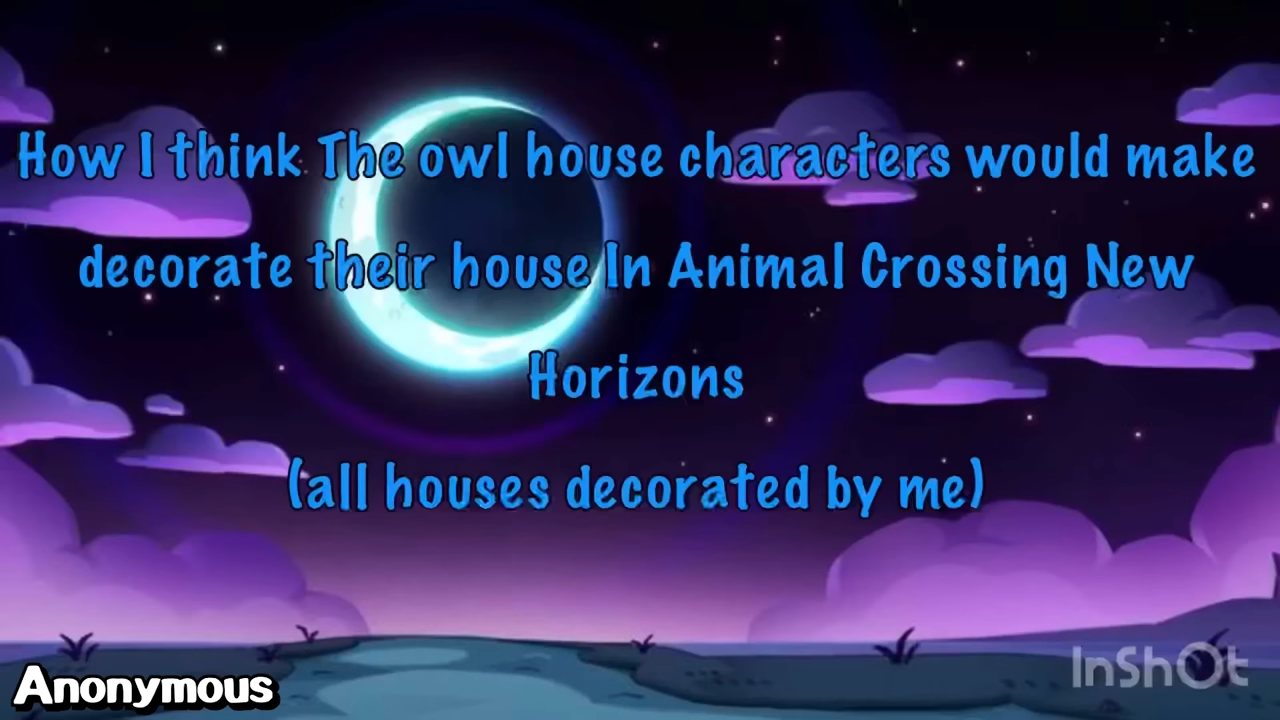 How I think The owl house characters would make
decorate their house In Animal Crossing New
Horizons
(all houses decorated by me)
Anonymous
InShOt